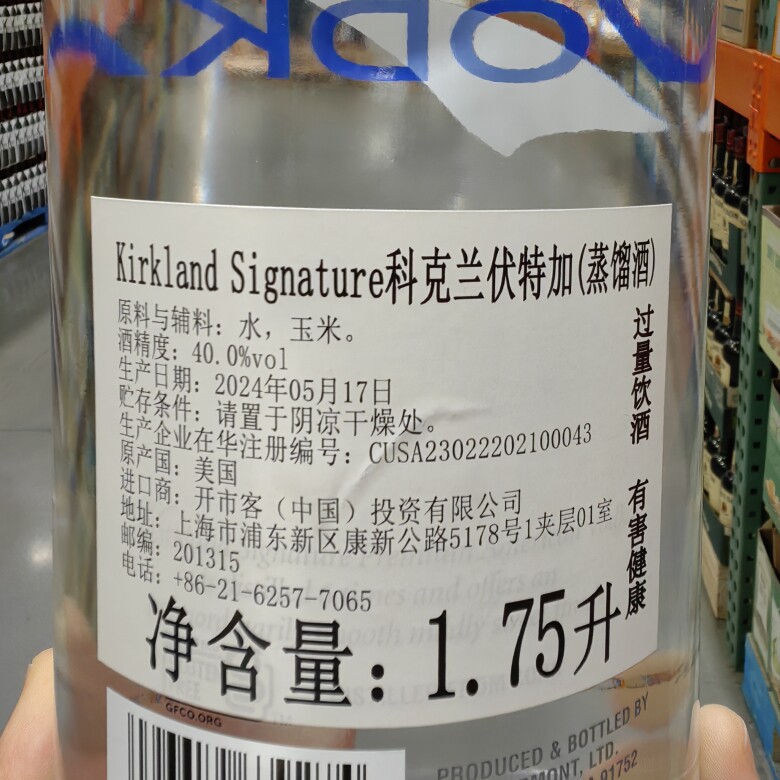 VODK
Kirkland Signature科克兰伏特加(蒸馏酒)
原料与辅料：水，玉米。
酒精度：40.0%vol
生产日期：2024年05月17日
贮存条件：请置于阴凉干燥处。
生产企业在华注册编号：CUSA23022202100043
原产国：美国
进口商：开市客（中国）投资有限公司
地址：上海市浦东新区康新公路5178号1夹层01室
邮编：201315
电话：+86-21-6257-7065
净含量：1.75升
过量饮酒 有害健康
GFCO.ORG
PRODUCED & BOTTLED BY
MONT, LTD.
91752